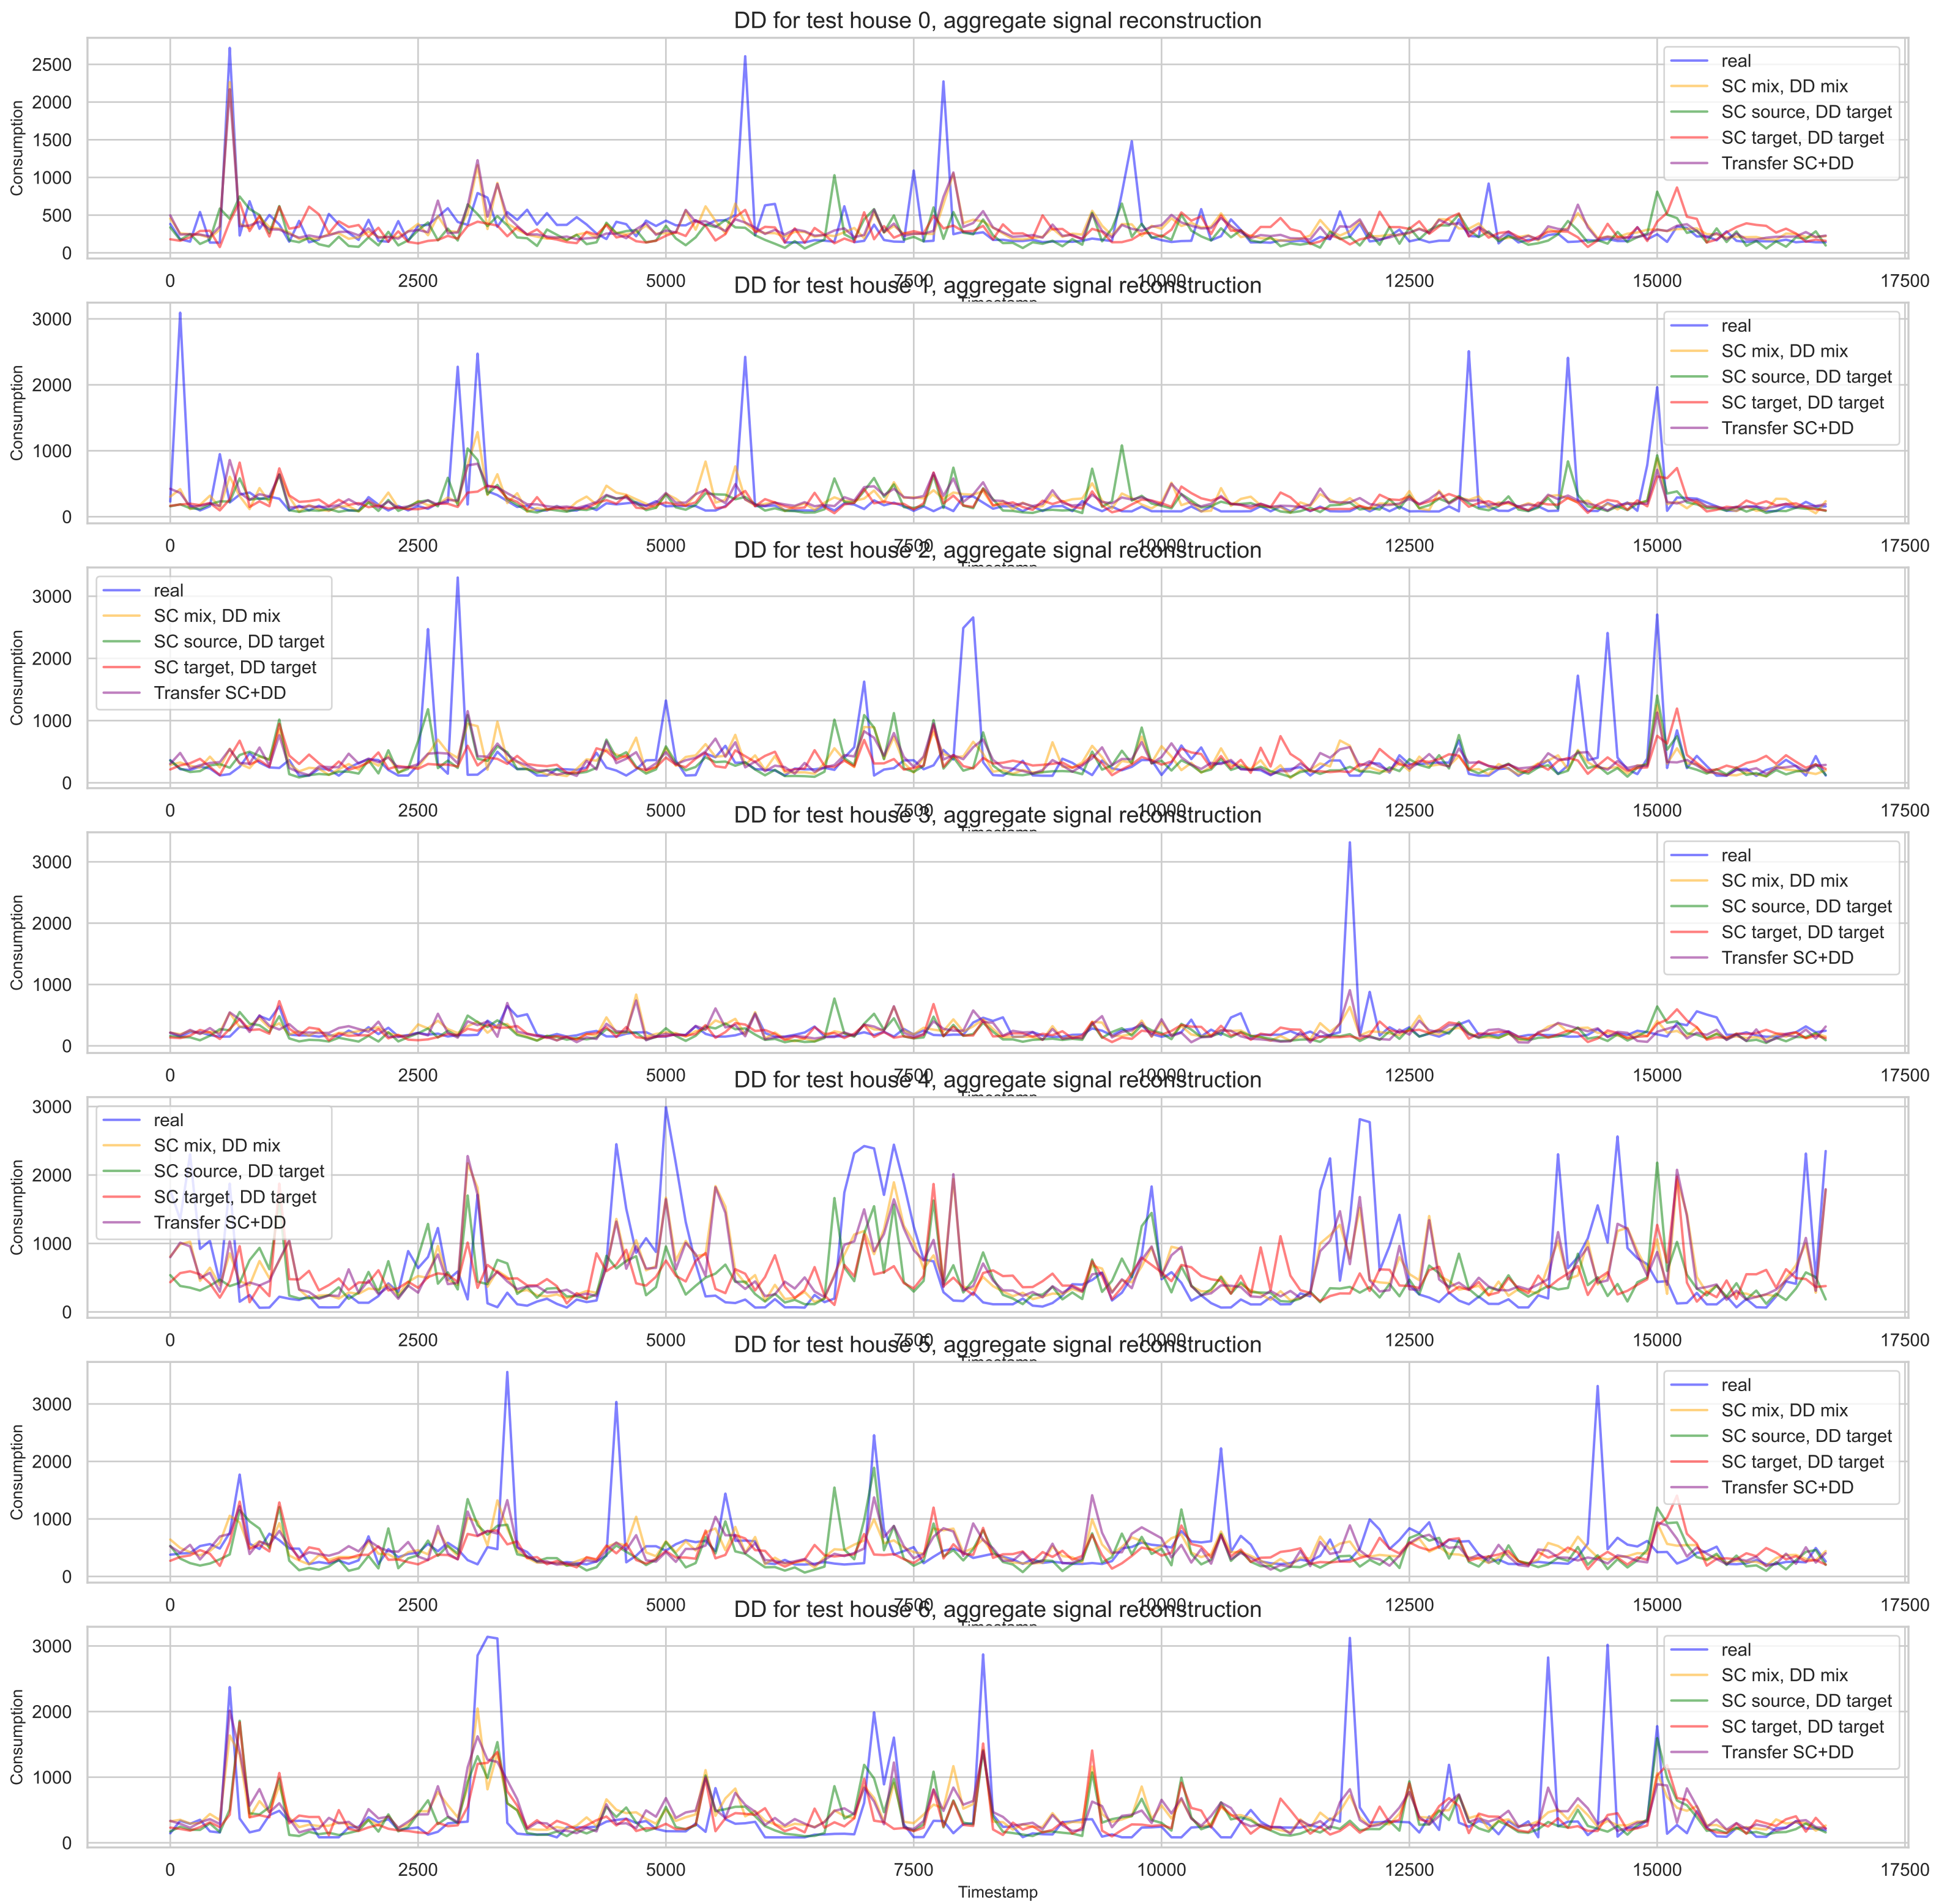 DD for test house 0, aggregate signal reconstruction
2500
2000
1500
1000
500
0
Consumption
real
SC mix, DD mix
SC source, DD target
SC target, DD target
Transfer SC+DD
0 2500 5000 7500 10000 12500 15000 17500
Timestamp
DD for test house 1, aggregate signal reconstruction
3000
2000
1000
0
Consumption
real
SC mix, DD mix
SC source, DD target
SC target, DD target
Transfer SC+DD
0 2500 5000 7500 10000 12500 15000 17500
Timestamp
DD for test house 2, aggregate signal reconstruction
3000
2000
1000
0
Consumption
real
SC mix, DD mix
SC source, DD target
SC target, DD target
Transfer SC+DD
0 2500 5000 7500 10000 12500 15000 17500
Timestamp
DD for test house 3, aggregate signal reconstruction
3000
2000
1000
0
Consumption
real
SC mix, DD mix
SC source, DD target
SC target, DD target
Transfer SC+DD
0 2500 5000 7500 10000 12500 15000 17500
Timestamp
DD for test house 4, aggregate signal reconstruction
3000
2000
1000
0
Consumption
real
SC mix, DD mix
SC source, DD target
SC target, DD target
Transfer SC+DD
0 2500 5000 7500 10000 12500 15000 17500
Timestamp
DD for test house 5, aggregate signal reconstruction
3000
2000
1000
0
Consumption
real
SC mix, DD mix
SC source, DD target
SC target, DD target
Transfer SC+DD
0 2500 5000 7500 10000 12500 15000 17500
Timestamp
DD for test house 6, aggregate signal reconstruction
3000
2000
1000
0
Consumption
real
SC mix, DD mix
SC source, DD target
SC target, DD target
Transfer SC+DD
0 2500 5000 7500 10000 12500 15000 17500
Timestamp